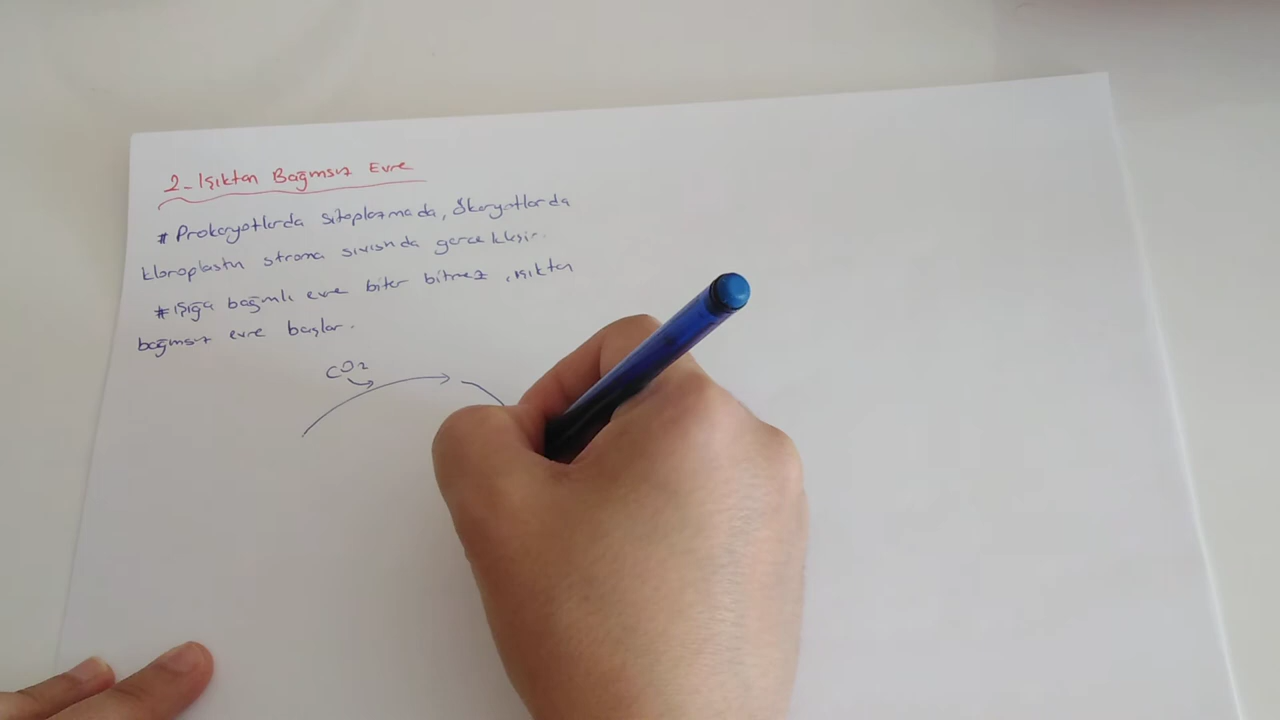 2- Işıktan Bağımsız Evre
# Prokaryotlarda sitoplazmada, Ökaryotlarda
kloroplastın stroma sıvısında gerçekleşir.
# Işığa bağımlı evre biter bitmez, ışıktan
bağımsız evre başlar.
CO2